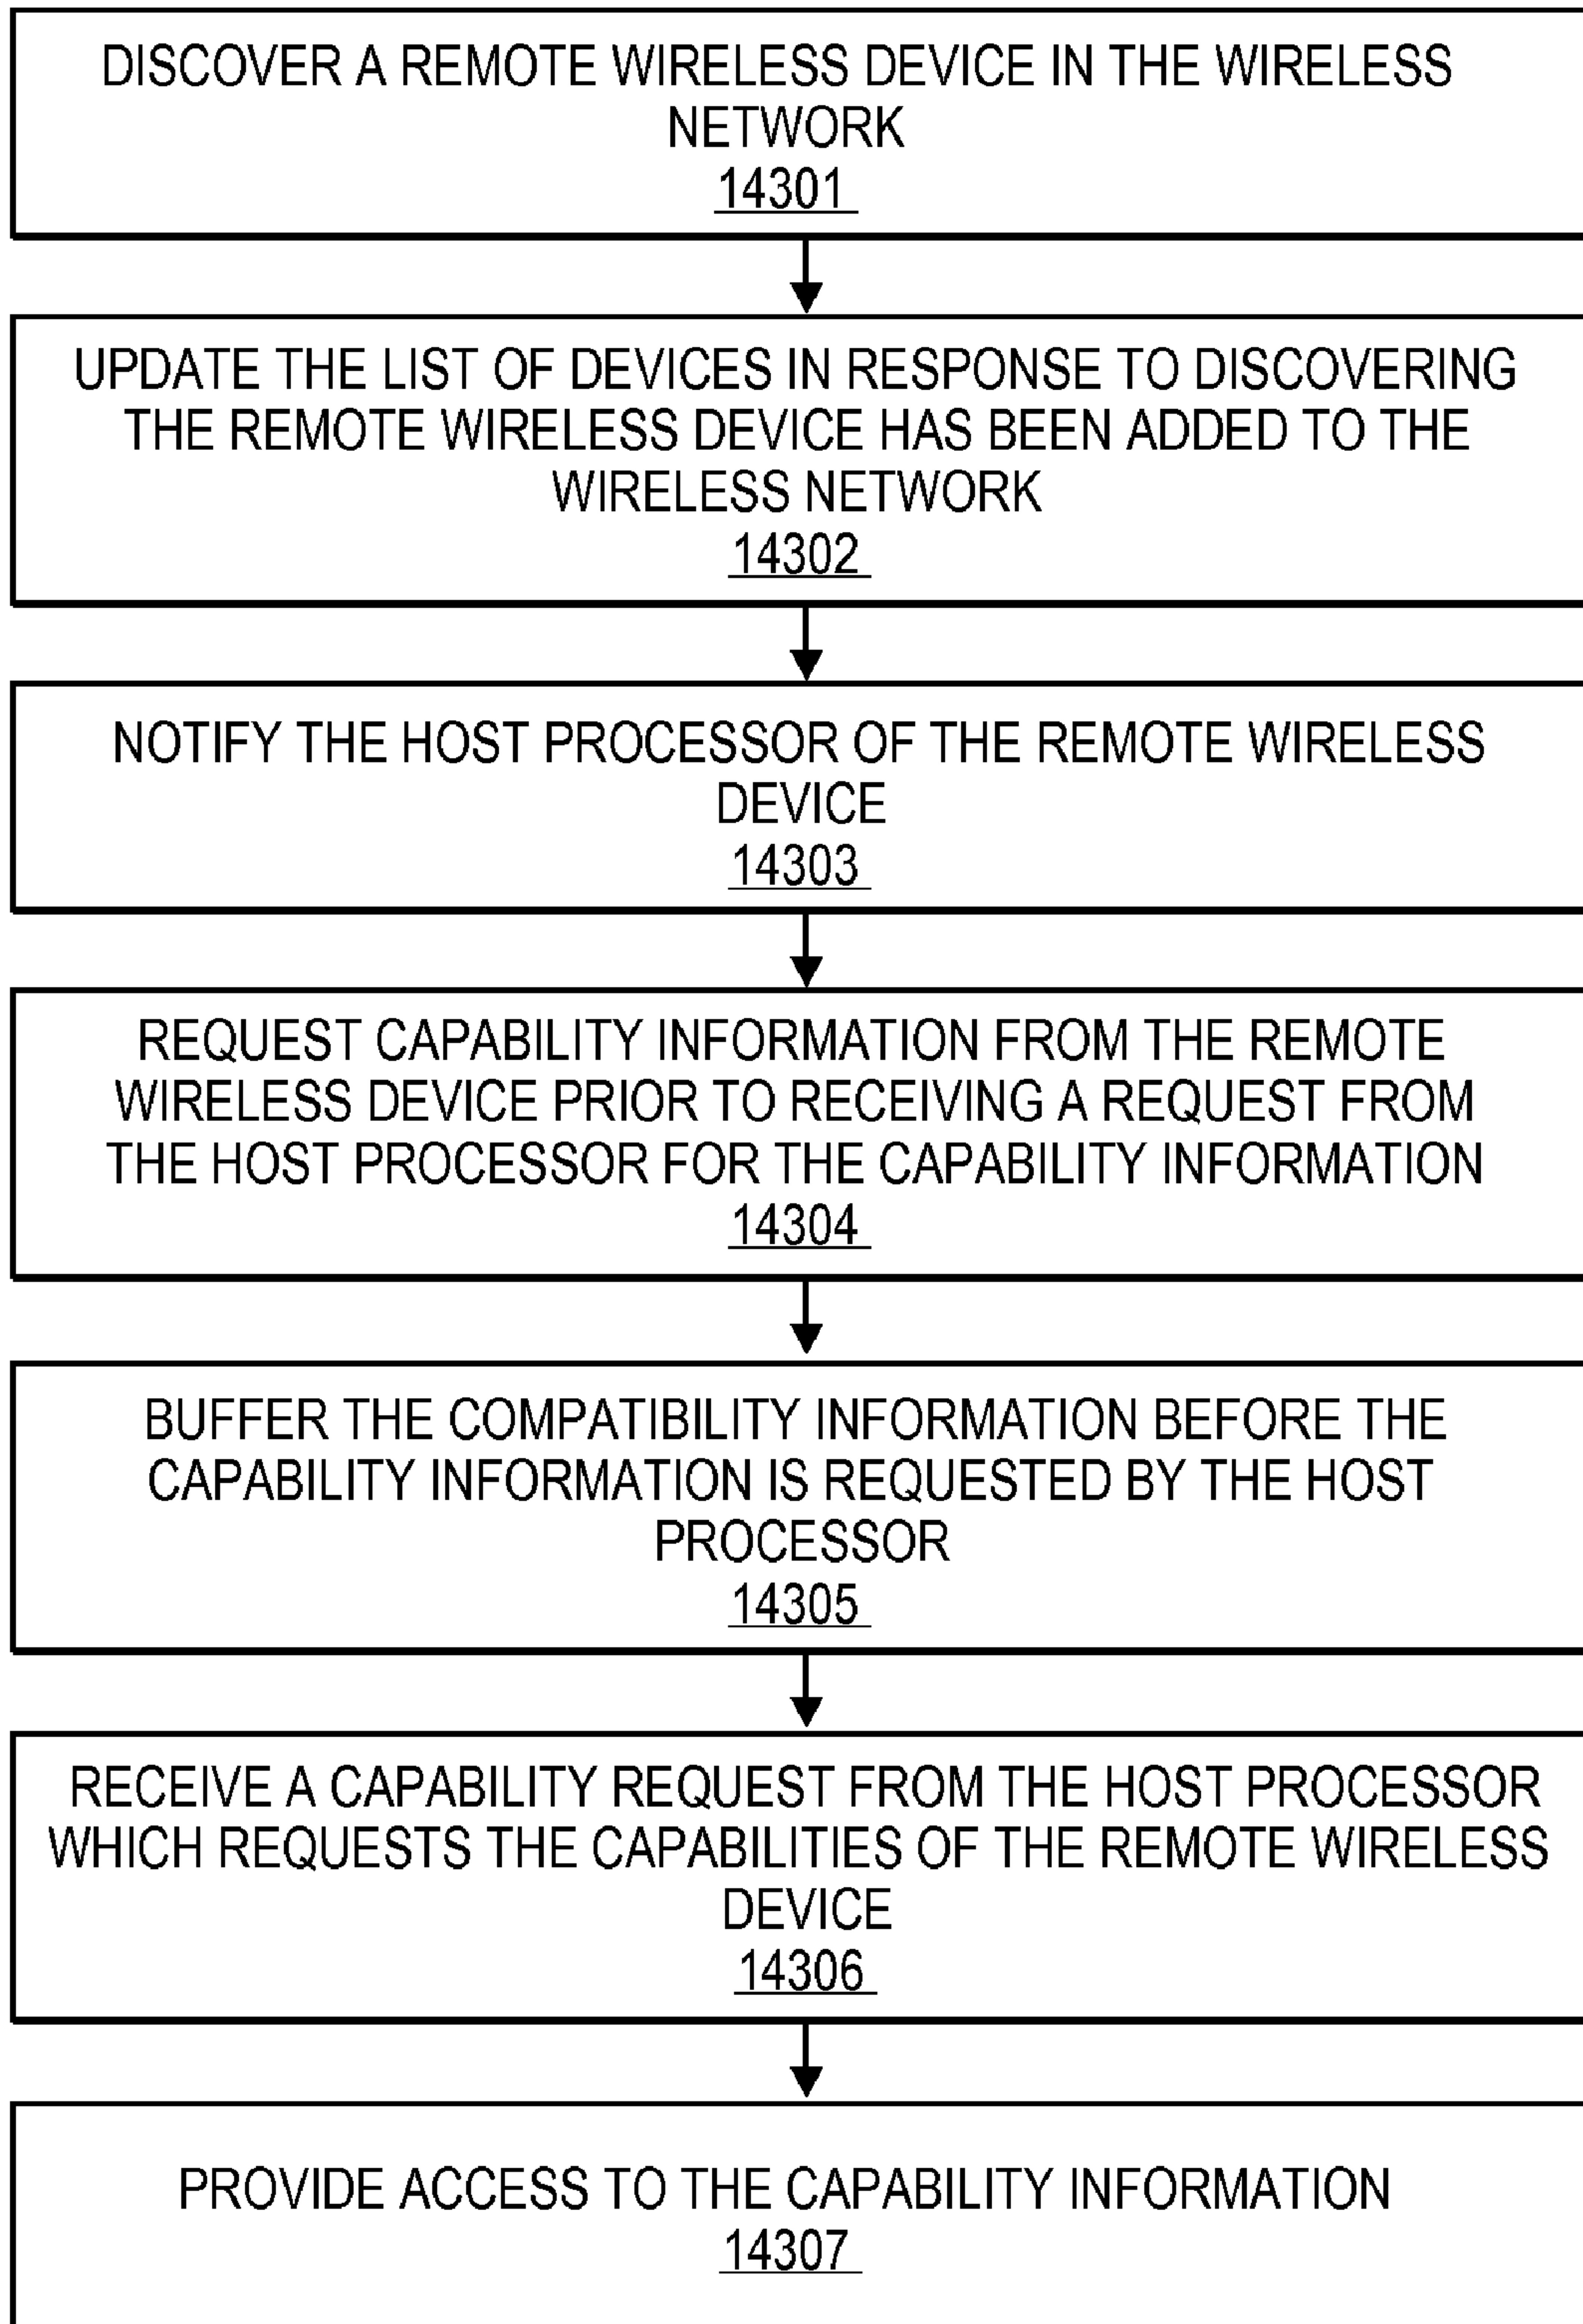 DISCOVER A REMOTE WIRELESS DEVICE IN THE WIRELESS
NETWORK
14301
UPDATE THE LIST OF DEVICES IN RESPONSE TO DISCOVERING
THE REMOTE WIRELESS DEVICE HAS BEEN ADDED TO THE
WIRELESS NETWORK
14302
NOTIFY THE HOST PROCESSOR OF THE REMOTE WIRELESS
DEVICE
14303
REQUEST CAPABILITY INFORMATION FROM THE REMOTE
WIRELESS DEVICE PRIOR TO RECEIVING A REQUEST FROM
THE HOST PROCESSOR FOR THE CAPABILITY INFORMATION
14304
BUFFER THE COMPATIBILITY INFORMATION BEFORE THE
CAPABILITY INFORMATION IS REQUESTED BY THE HOST
PROCESSOR
14305
RECEIVE A CAPABILITY REQUEST FROM THE HOST PROCESSOR
WHICH REQUESTS THE CAPABILITIES OF THE REMOTE WIRELESS
DEVICE
14306
PROVIDE ACCESS TO THE CAPABILITY INFORMATION
14307